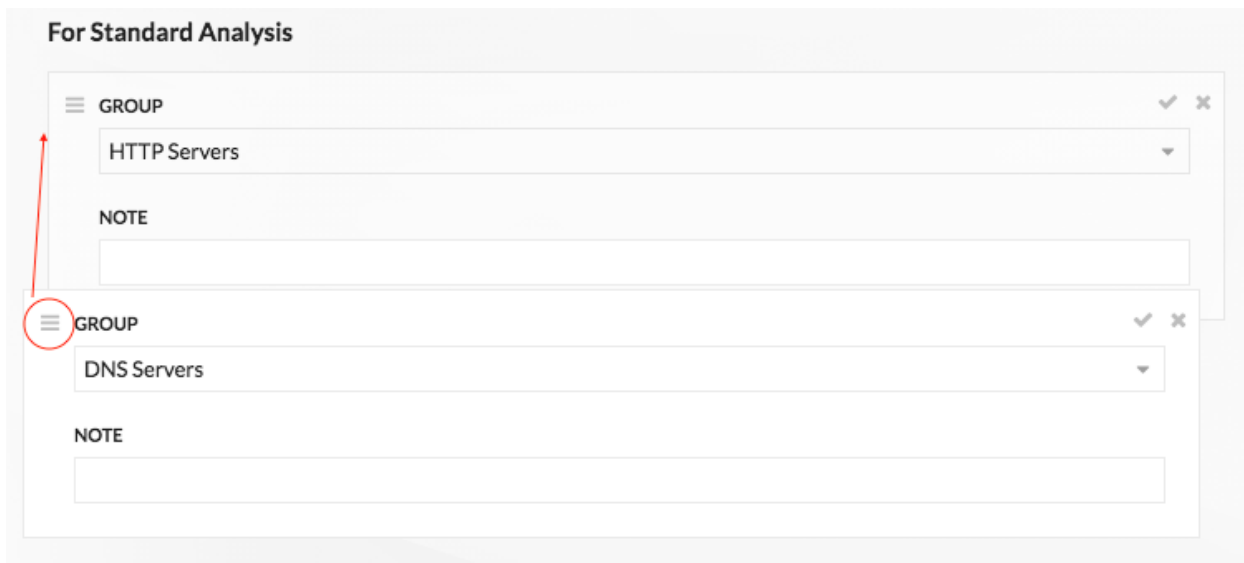 For Standard Analysis
GROUP
HTTP Servers
NOTE
GROUP
DNS Servers
NOTE